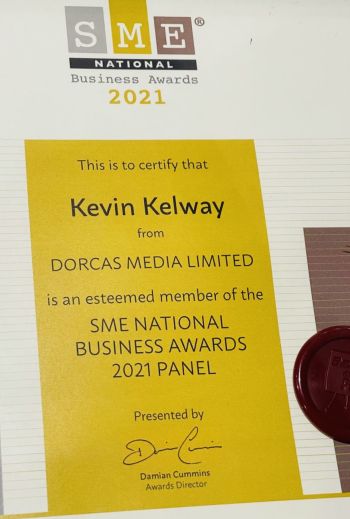 SME®
NATIONAL
Business Awards
2021
This is to certify that
Kevin Kelway
from
DORCAS MEDIA LIMITED
is an esteemed member of the
SME NATIONAL
BUSINESS AWARDS
2021 PANEL
Presented by
Damian Cummins
Awards Director